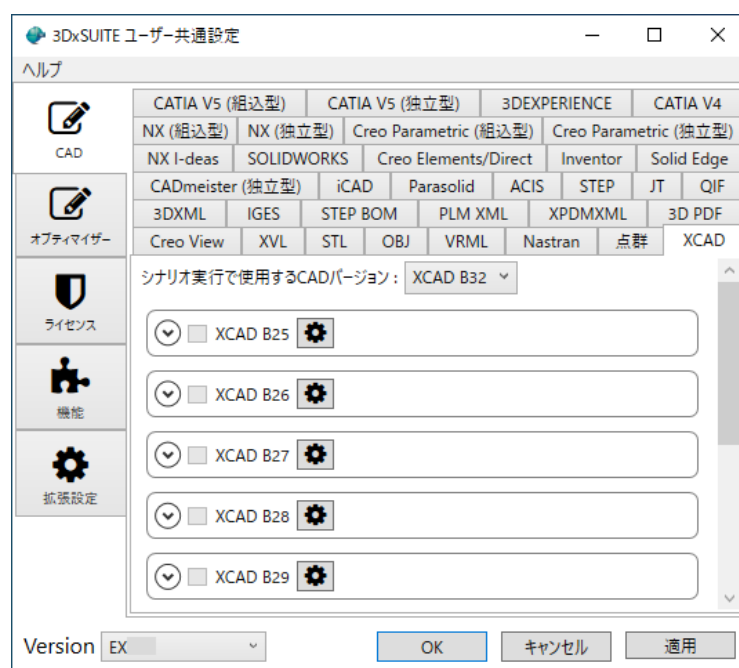 3DxSUITE ユーザー共通設定
ヘルプ
CAD
オプティマイザー
ライセンス
機能
拡張設定
CATIA V5 (組込型) CATIA V5 (独立型) 3DEXPERIENCE CATIA V4
NX (組込型) NX (独立型) Creo Parametric (組込型) Creo Parametric (独立型)
NX I-deas SOLIDWORKS Creo Elements/Direct Inventor Solid Edge
CADmeister (独立型) iCAD Parasolid ACIS STEP JT QIF
3DXML IGES STEP BOM PLM XML XPDMXML 3D PDF
Creo View XVL STL OBJ VRML Nastran 点群 XCAD
シナリオ実行で使用するCADバージョン : XCAD B32
XCAD B25
XCAD B26
XCAD B27
XCAD B28
XCAD B29
Version EX OK キャンセル 適用